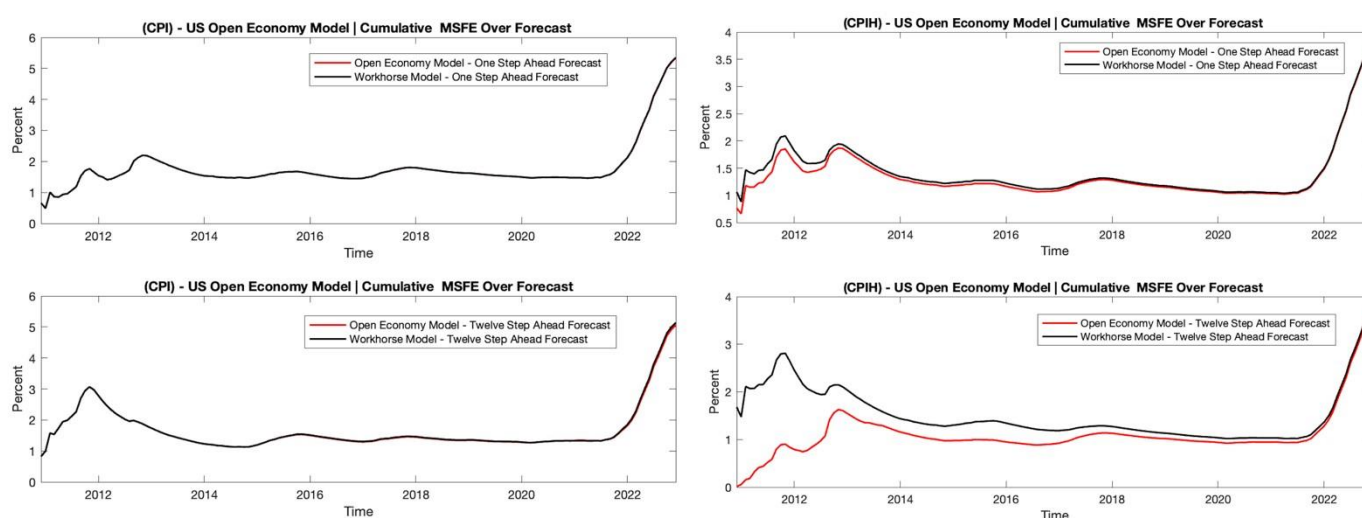 (CPI) - US Open Economy Model | Cumulative  MSFE Over Forecast
6
5
4
3
2
1
0
Percent
Open Economy Model - One Step Ahead Forecast
Workhorse Model - One Step Ahead Forecast
2012 2014 2016 2018 2020 2022
Time
(CPIH) - US Open Economy Model | Cumulative  MSFE Over Forecast
4
3.5
3
2.5
2
1.5
1
0.5
Percent
Open Economy Model - One Step Ahead Forecast
Workhorse Model - One Step Ahead Forecast
2012 2014 2016 2018 2020 2022
Time
(CPI) - US Open Economy Model | Cumulative  MSFE Over Forecast
6
5
4
3
2
1
0
Percent
Open Economy Model - Twelve Step Ahead Forecast
Workhorse Model - Twelve Step Ahead Forecast
2012 2014 2016 2018 2020 2022
Time
(CPIH) - US Open Economy Model | Cumulative  MSFE Over Forecast
4
3
2
1
0
Percent
Open Economy Model - Twelve Step Ahead Forecast
Workhorse Model - Twelve Step Ahead Forecast
2012 2014 2016 2018 2020 2022
Time